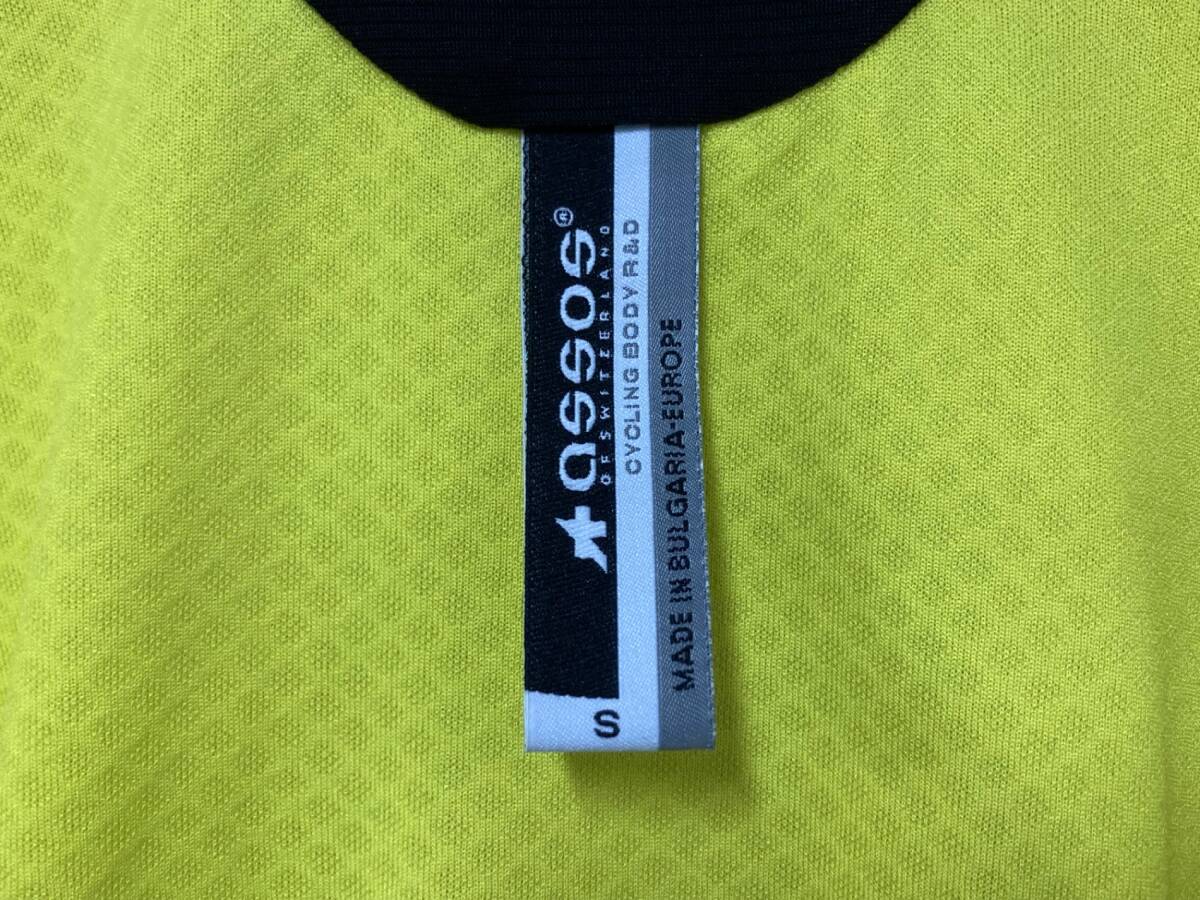 assos®
OF SWITZERLAND
CYCLING BODY R&D
MADE IN BULGARIA-EUROPE
S